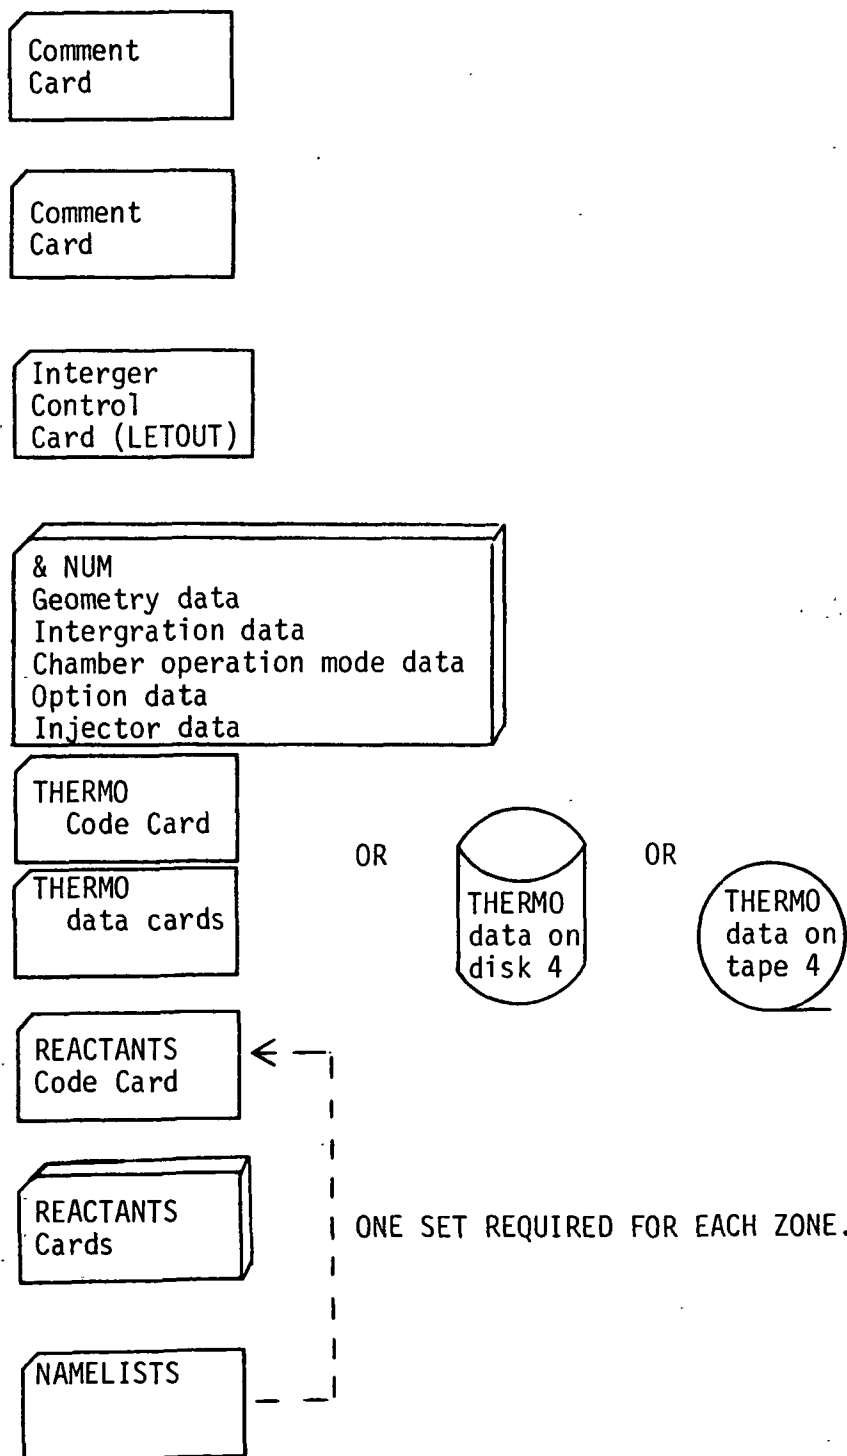 Comment
Card
Comment
Card
Interger
Control
Card (LETOUT)
& NUM
Geometry data
Intergration data
Chamber operation mode data
Option data
Injector data
THERMO
Code Card
THERMO
data cards
OR
THERMO
data on
disk 4
OR
THERMO
data on
tape 4
REACTANTS
Code Card
REACTANTS
Cards
ONE SET REQUIRED FOR EACH ZONE.
NAMELISTS